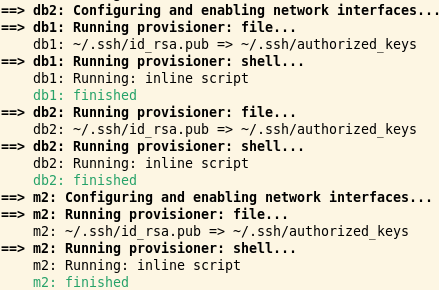 ==> db2: Configuring and enabling network interfaces...
==> db1: Running provisioner: file...
    db1: ~/.ssh/id_rsa.pub => ~/.ssh/authorized_keys
==> db1: Running provisioner: shell...
    db1: Running: inline script
    db1: finished
==> db2: Running provisioner: file...
    db2: ~/.ssh/id_rsa.pub => ~/.ssh/authorized_keys
==> db2: Running provisioner: shell...
    db2: Running: inline script
    db2: finished
==> m2: Configuring and enabling network interfaces...
==> m2: Running provisioner: file...
    m2: ~/.ssh/id_rsa.pub => ~/.ssh/authorized_keys
==> m2: Running provisioner: shell...
    m2: Running: inline script
    m2: finished